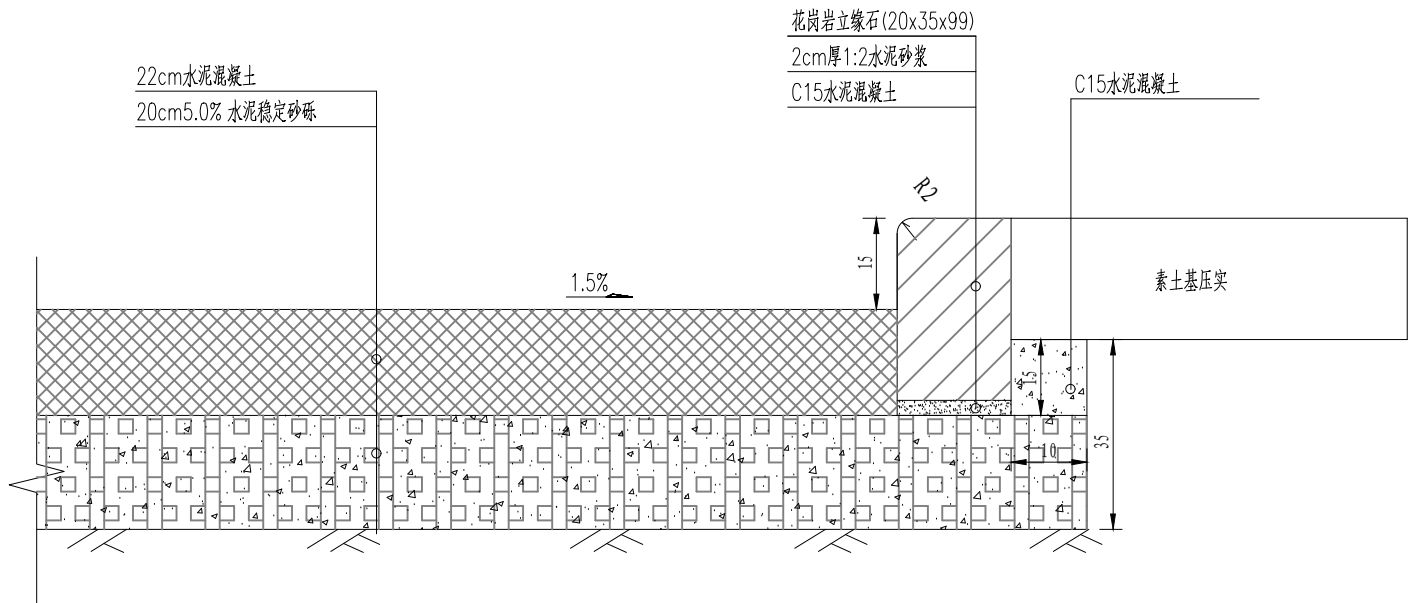 花岗岩立缘石(20x35x99)
2cm厚1:2水泥砂浆
C15水泥混凝土
22cm水泥混凝土
20cm5.0% 水泥稳定砂砾
C15水泥混凝土
R2
15
1.5%
素土基压实
15
35
10